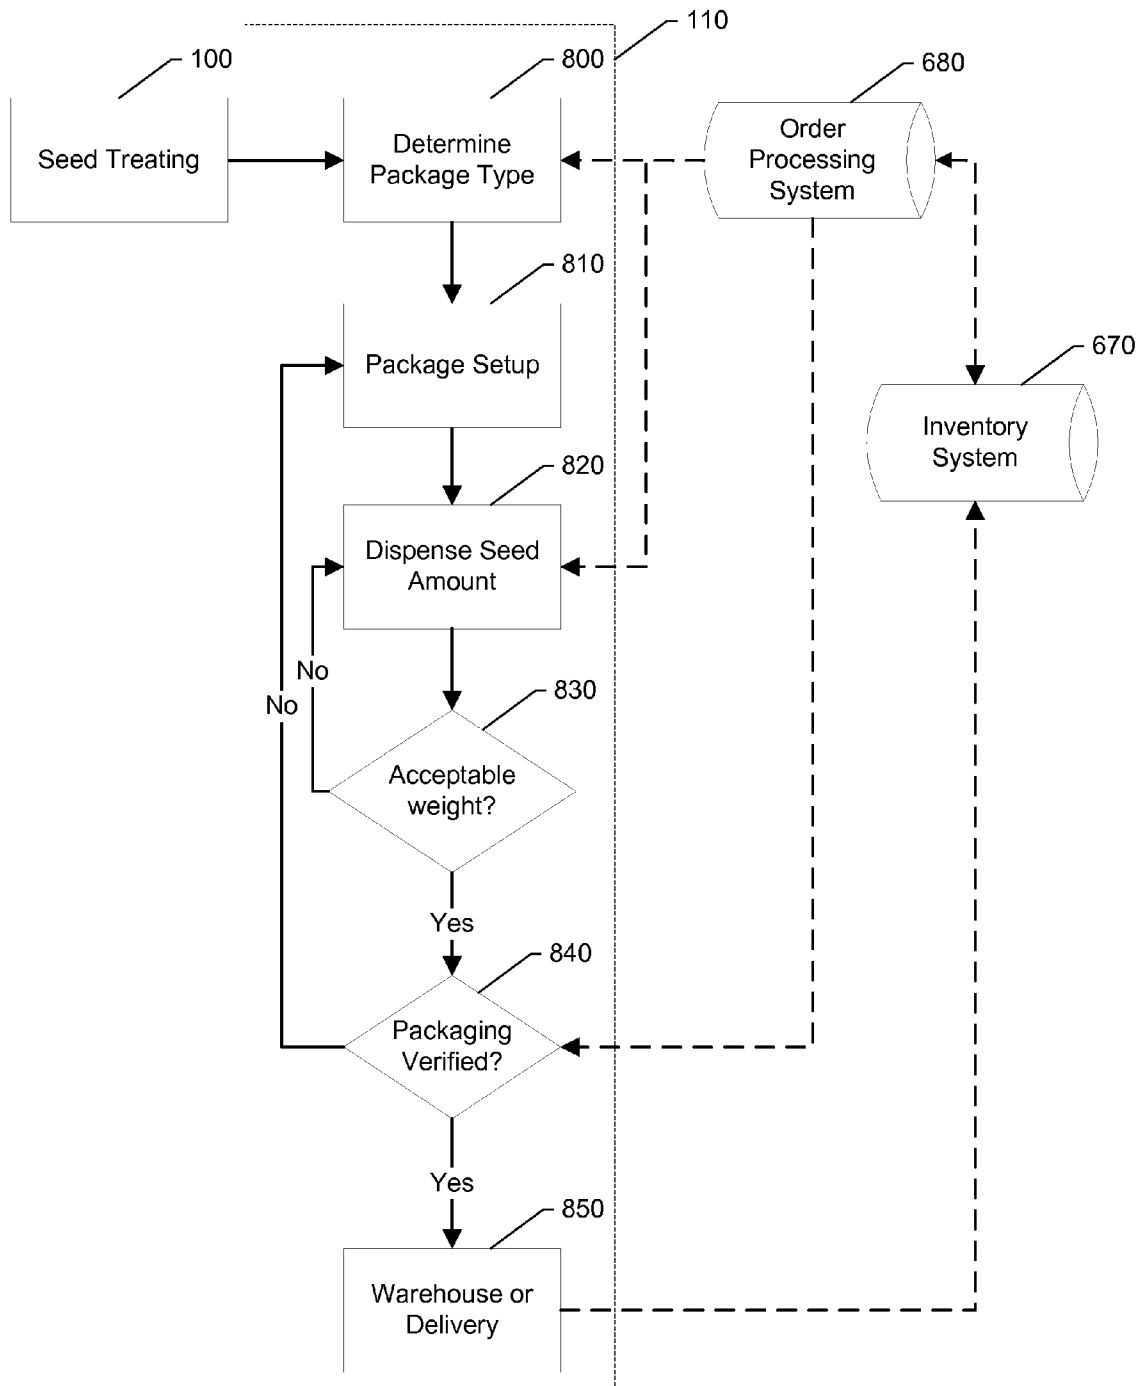 110
100
800
680
Seed Treating
Determine
Package Type
Order
Processing
System
810
Package Setup
670
Inventory
System
820
Dispense Seed
Amount
No
No
830
Acceptable
weight?
Yes
840
Packaging
Verified?
Yes
850
Warehouse or
Delivery